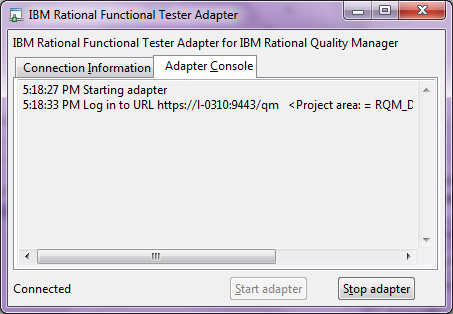 IBM Rational Functional Tester Adapter
IBM Rational Functional Tester Adapter for IBM Rational Quality Manager
Connection Information Adapter Console
5:18:27 PM Starting adapter
5:18:33 PM Log in to URL https://I-0310:9443/qm <Project area: = RQM_D
Connected Start adapter Stop adapter